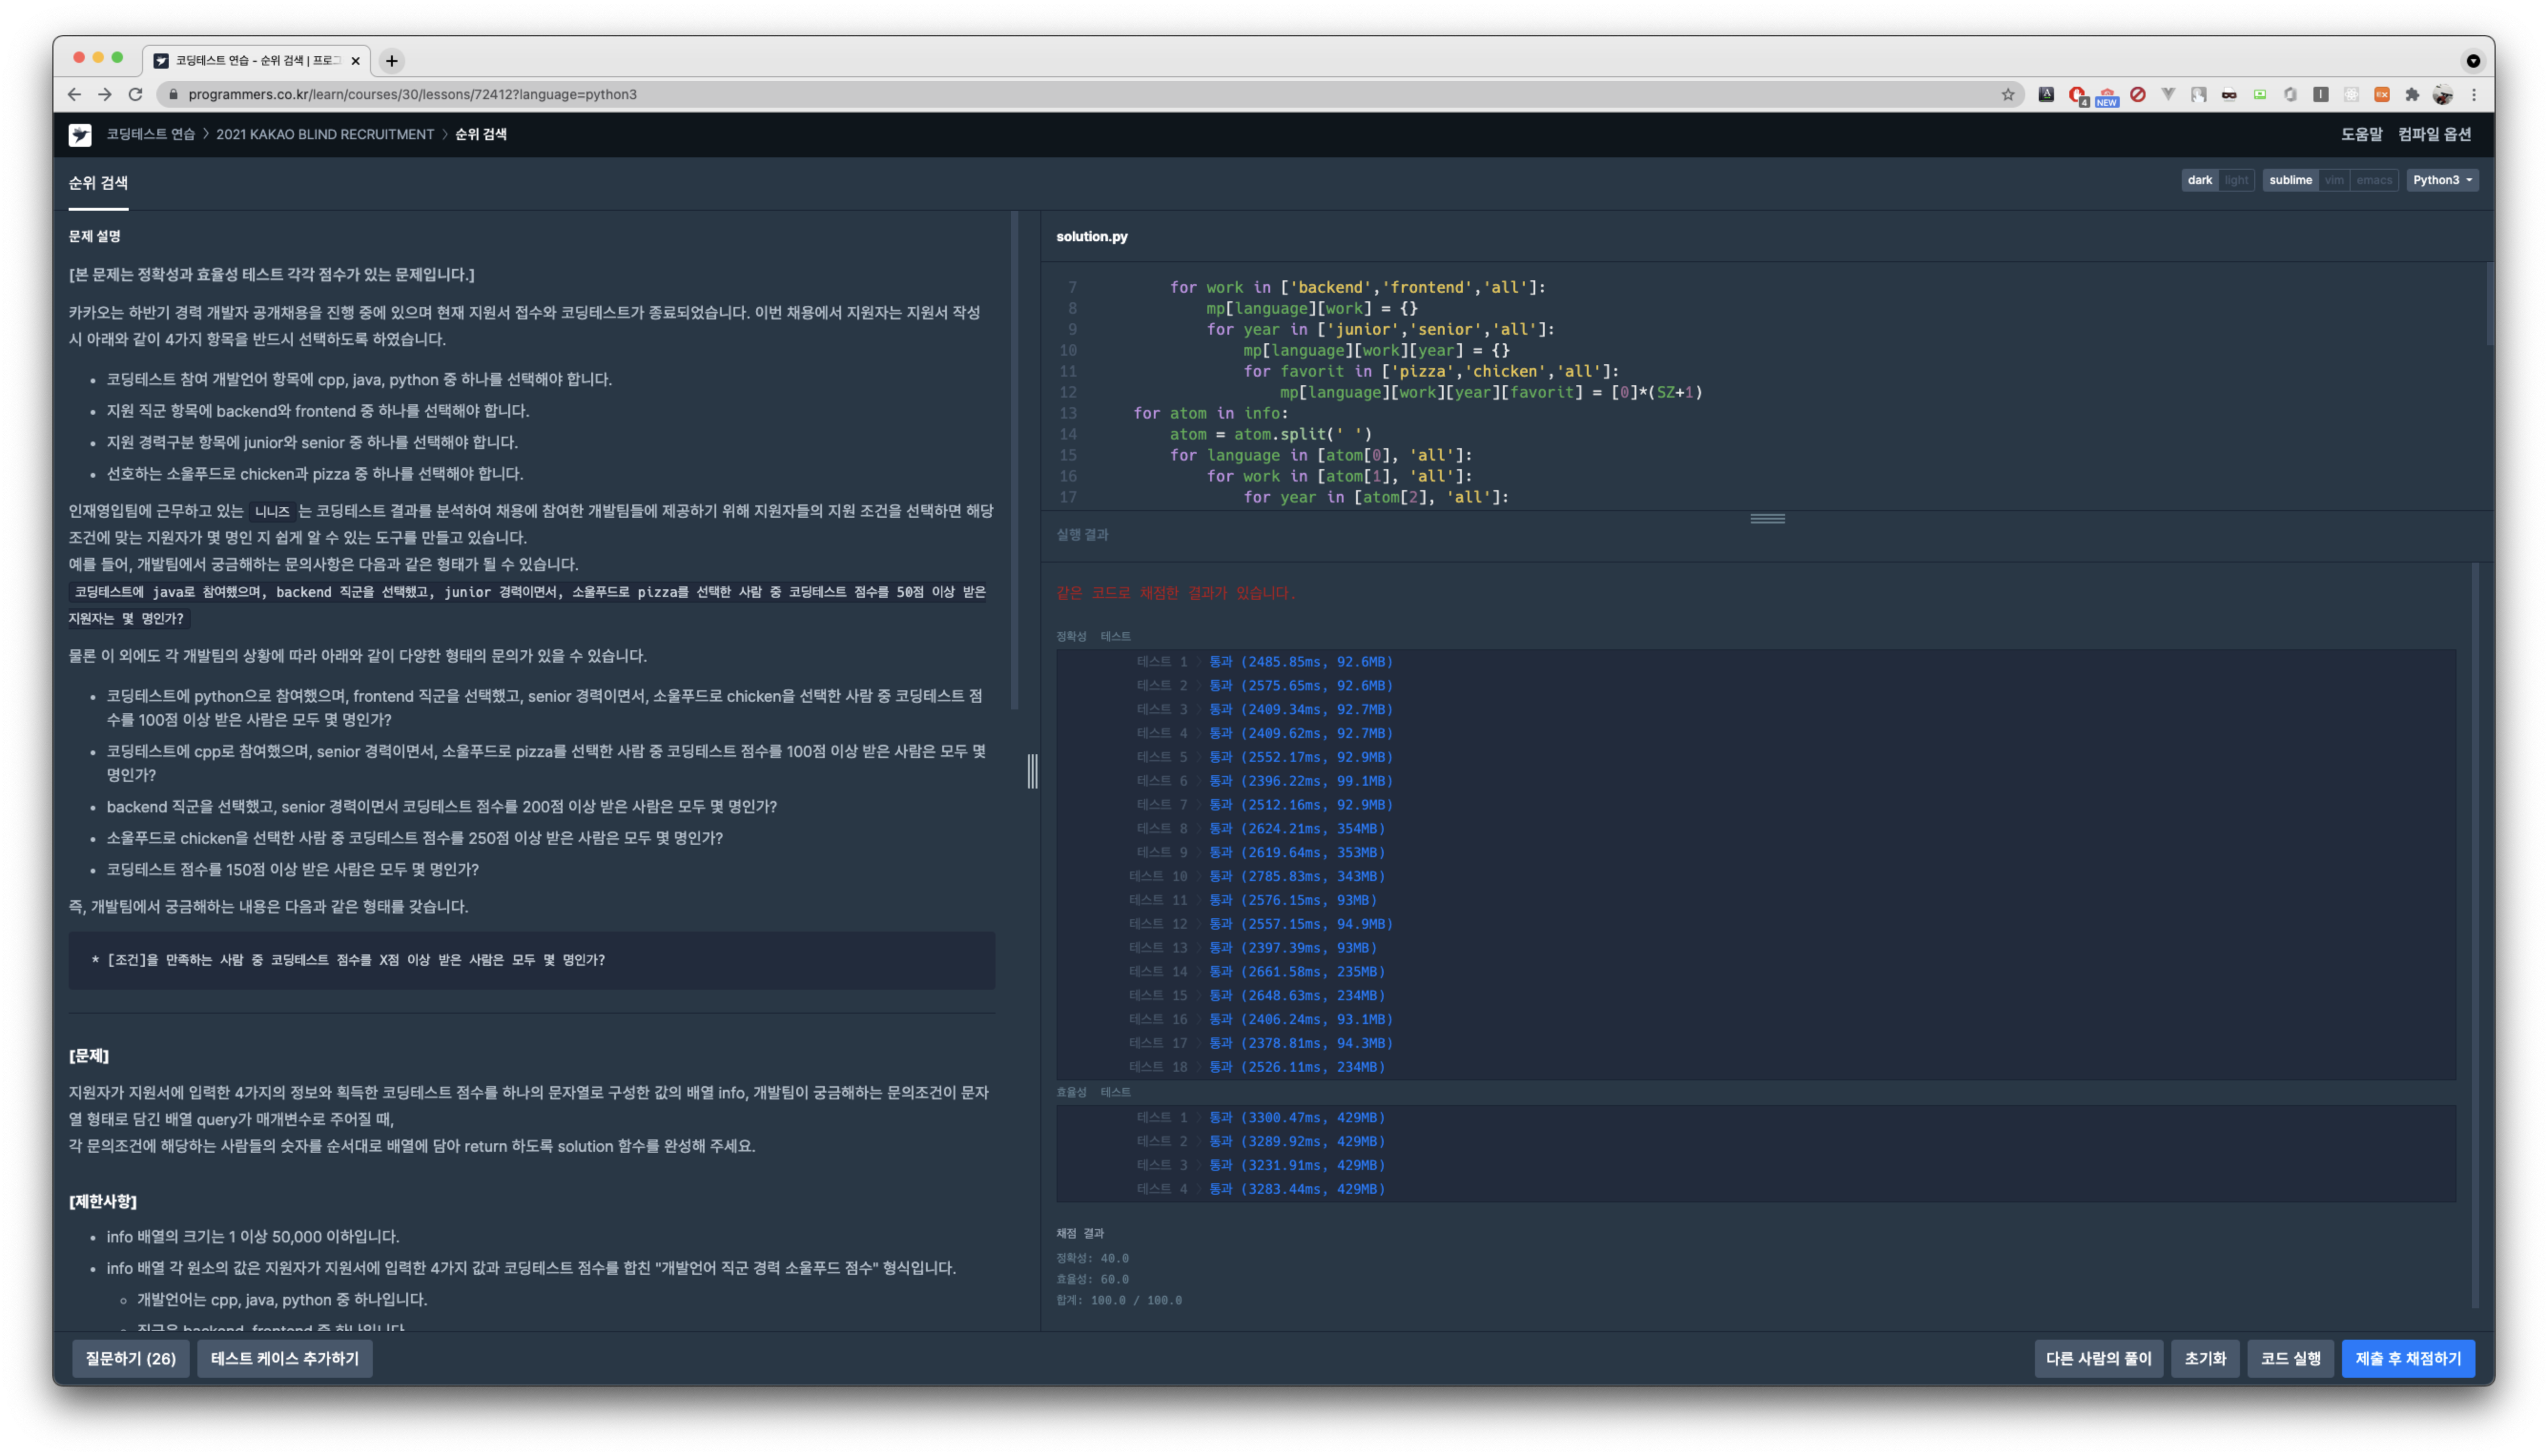 코딩테스트 연습 - 순위 검색 | 프로그
programmers.co.kr/learn/courses/30/lessons/72412?language=python3
4
NEW
코딩테스트 연습 > 2021 KAKAO BLIND RECRUITMENT > 순위 검색
도움말 컴파일 옵션
순위 검색
dark light sublime vim emacs Python3
문제 설명
[본 문제는 정확성과 효율성 테스트 각각 점수가 있는 문제입니다.]
카카오는 하반기 경력 개발자 공개채용을 진행 중에 있으며 현재 지원서 접수와 코딩테스트가 종료되었습니다. 이번 채용에서 지원자는 지원서 작성
시 아래와 같이 4가지 항목을 반드시 선택하도록 하였습니다.
• 코딩테스트 참여 개발언어 항목에 cpp, java, python 중 하나를 선택해야 합니다.
• 지원 직군 항목에 backend와 frontend 중 하나를 선택해야 합니다.
• 지원 경력구분 항목에 junior와 senior 중 하나를 선택해야 합니다.
• 선호하는 소울푸드로 chicken과 pizza 중 하나를 선택해야 합니다.
인재영입팀에 근무하고 있는 니니즈 는 코딩테스트 결과를 분석하여 채용에 참여한 개발팀들에 제공하기 위해 지원자들의 지원 조건을 선택하면 해당
조건에 맞는 지원자가 몇 명인 지 쉽게 알 수 있는 도구를 만들고 있습니다.
예를 들어, 개발팀에서 궁금해하는 문의사항은 다음과 같은 형태가 될 수 있습니다.
코딩테스트에 java로 참여했으며, backend 직군을 선택했고, junior 경력이면서, 소울푸드로 pizza를 선택한 사람 중 코딩테스트 점수를 50점 이상 받은
지원자는 몇 명인가?
물론 이 외에도 각 개발팀의 상황에 따라 아래와 같이 다양한 형태의 문의가 있을 수 있습니다.
• 코딩테스트에 python으로 참여했으며, frontend 직군을 선택했고, senior 경력이면서, 소울푸드로 chicken을 선택한 사람 중 코딩테스트 점
수를 100점 이상 받은 사람은 모두 몇 명인가?
• 코딩테스트에 cpp로 참여했으며, senior 경력이면서, 소울푸드로 pizza를 선택한 사람 중 코딩테스트 점수를 100점 이상 받은 사람은 모두 몇
명인가?
• backend 직군을 선택했고, senior 경력이면서 코딩테스트 점수를 200점 이상 받은 사람은 모두 몇 명인가?
• 소울푸드로 chicken을 선택한 사람 중 코딩테스트 점수를 250점 이상 받은 사람은 모두 몇 명인가?
• 코딩테스트 점수를 150점 이상 받은 사람은 모두 몇 명인가?
즉, 개발팀에서 궁금해하는 내용은 다음과 같은 형태를 갖습니다.
* [조건]을 만족하는 사람 중 코딩테스트 점수를 X점 이상 받은 사람은 모두 몇 명인가?
[문제]
지원자가 지원서에 입력한 4가지의 정보와 획득한 코딩테스트 점수를 하나의 문자열로 구성한 값의 배열 info, 개발팀이 궁금해하는 문의조건이 문자
열 형태로 담긴 배열 query가 매개변수로 주어질 때,
각 문의조건에 해당하는 사람들의 숫자를 순서대로 배열에 담아 return 하도록 solution 함수를 완성해 주세요.
[제한사항]
• info 배열의 크기는 1 이상 50,000 이하입니다.
• info 배열 각 원소의 값은 지원자가 지원서에 입력한 4가지 값과 코딩테스트 점수를 합친 "개발언어 직군 경력 소울푸드 점수" 형식입니다.
◦ 개발언어는 cpp, java, python 중 하나입니다.
◦ 직군은 backend, frontend 중 하나입니다.
solution.py
7 for work in ['backend','frontend','all']:
8 mp[language][work] = {}
9 for year in ['junior','senior','all']:
10 mp[language][work][year] = {}
11 for favorit in ['pizza','chicken','all']:
12 mp[language][work][year][favorit] = [0]*(SZ+1)
13 for atom in info:
14 atom = atom.split(' ')
15 for language in [atom[0], 'all']:
16 for work in [atom[1], 'all']:
17 for year in [atom[2], 'all']:
실행 결과
같은 코드로 채점한 결과가 있습니다.
정확성 테스트
테스트 1 > 통과 (2485.85ms, 92.6MB)
테스트 2 > 통과 (2575.65ms, 92.6MB)
테스트 3 > 통과 (2409.34ms, 92.7MB)
테스트 4 > 통과 (2409.62ms, 92.7MB)
테스트 5 > 통과 (2552.17ms, 92.9MB)
테스트 6 > 통과 (2396.22ms, 99.1MB)
테스트 7 > 통과 (2512.16ms, 92.9MB)
테스트 8 > 통과 (2624.21ms, 354MB)
테스트 9 > 통과 (2619.64ms, 353MB)
테스트 10 > 통과 (2785.83ms, 343MB)
테스트 11 > 통과 (2576.15ms, 93MB)
테스트 12 > 통과 (2557.15ms, 94.9MB)
테스트 13 > 통과 (2397.39ms, 93MB)
테스트 14 > 통과 (2661.58ms, 235MB)
테스트 15 > 통과 (2648.63ms, 234MB)
테스트 16 > 통과 (2406.24ms, 93.1MB)
테스트 17 > 통과 (2378.81ms, 94.3MB)
테스트 18 > 통과 (2526.11ms, 234MB)
효율성 테스트
테스트 1 > 통과 (3300.47ms, 429MB)
테스트 2 > 통과 (3289.92ms, 429MB)
테스트 3 > 통과 (3231.91ms, 429MB)
테스트 4 > 통과 (3283.44ms, 429MB)
채점 결과
정확성: 40.0
효율성: 60.0
합계: 100.0 / 100.0
질문하기 (26) 테스트 케이스 추가하기
다른 사람의 풀이 초기화 코드 실행 제출 후 채점하기